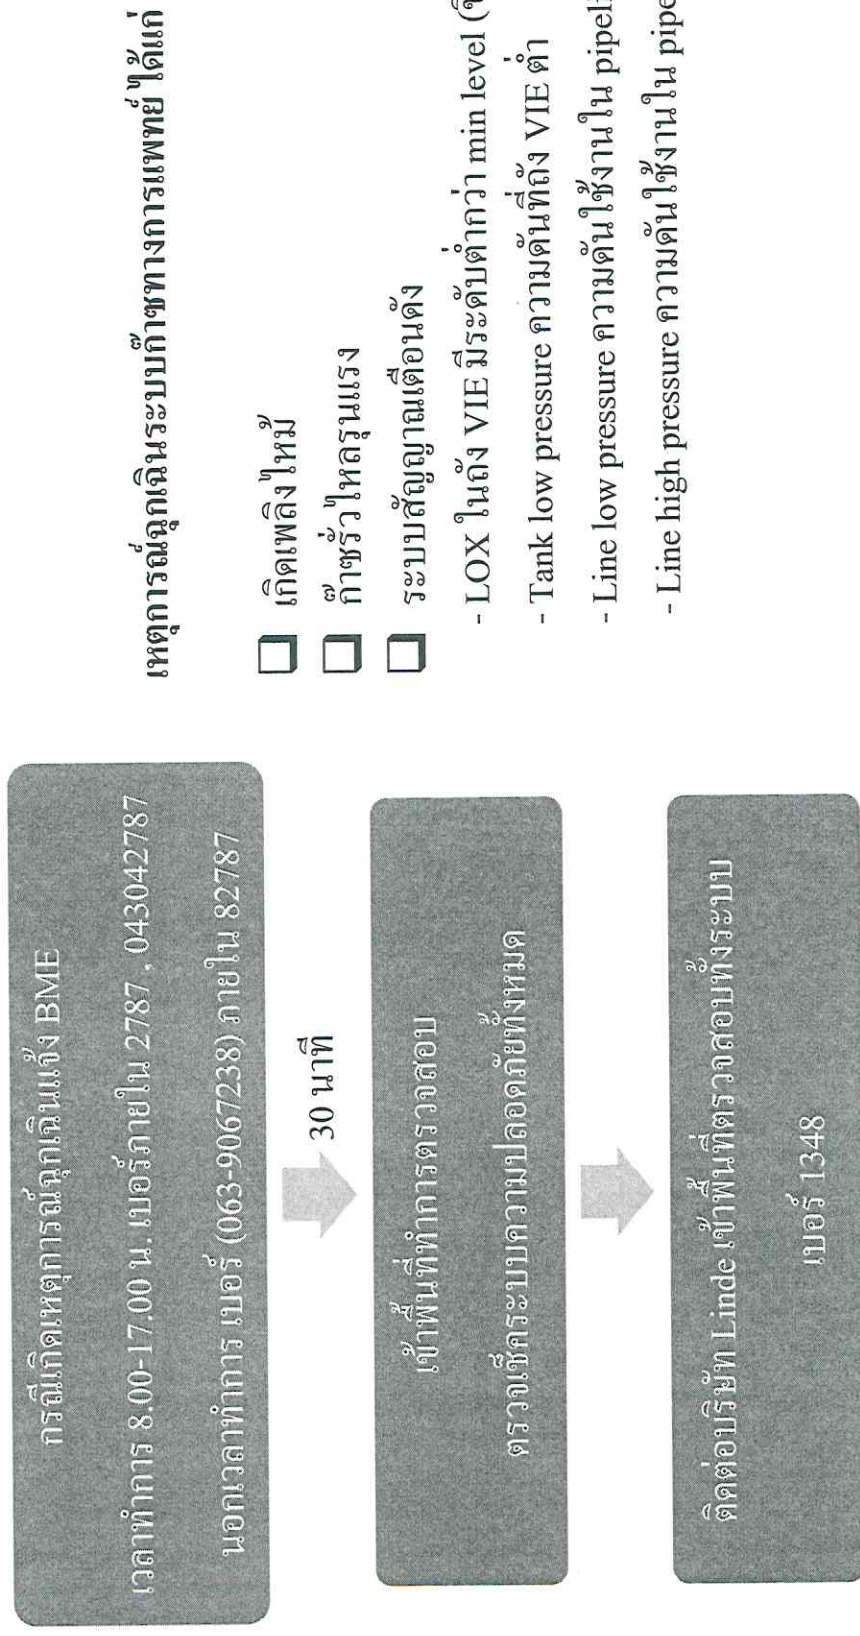 กรณีเกิดเหตุการณ์ฉุกเฉินแจ้ง BME
เวลาทำการ 8.00-17.00 น. เบอร์ภายใน 2787 , 043042787
นอกเวลาทำการ เบอร์ (063-9067238) ภายใน 82787
30 นาที
เข้าพื้นที่ทำการตรวจสอบ
ตรวจเช็คระบบความปลอดภัยทั้งหมด
ติดต่อบริษัท Linde เข้าพื้นที่ตรวจสอบทั้งระบบ
เบอร์ 1348
เหตุการณ์ฉุกเฉินระบบก๊าซทางการแพทย์ ได้แก่
เกิดเพลิงไหม้
ก๊าซรั่วไหลรุนแรง
ระบบสัญญาณเตือนดัง
- LOX ในถัง VIE มีระดับต่ำกว่า min level
- Tank low pressure ความดันที่ถัง VIE ต่ำ
- Line low pressure ความดันใช้งานใน
- Line high pressure ความดันใช้งานใน